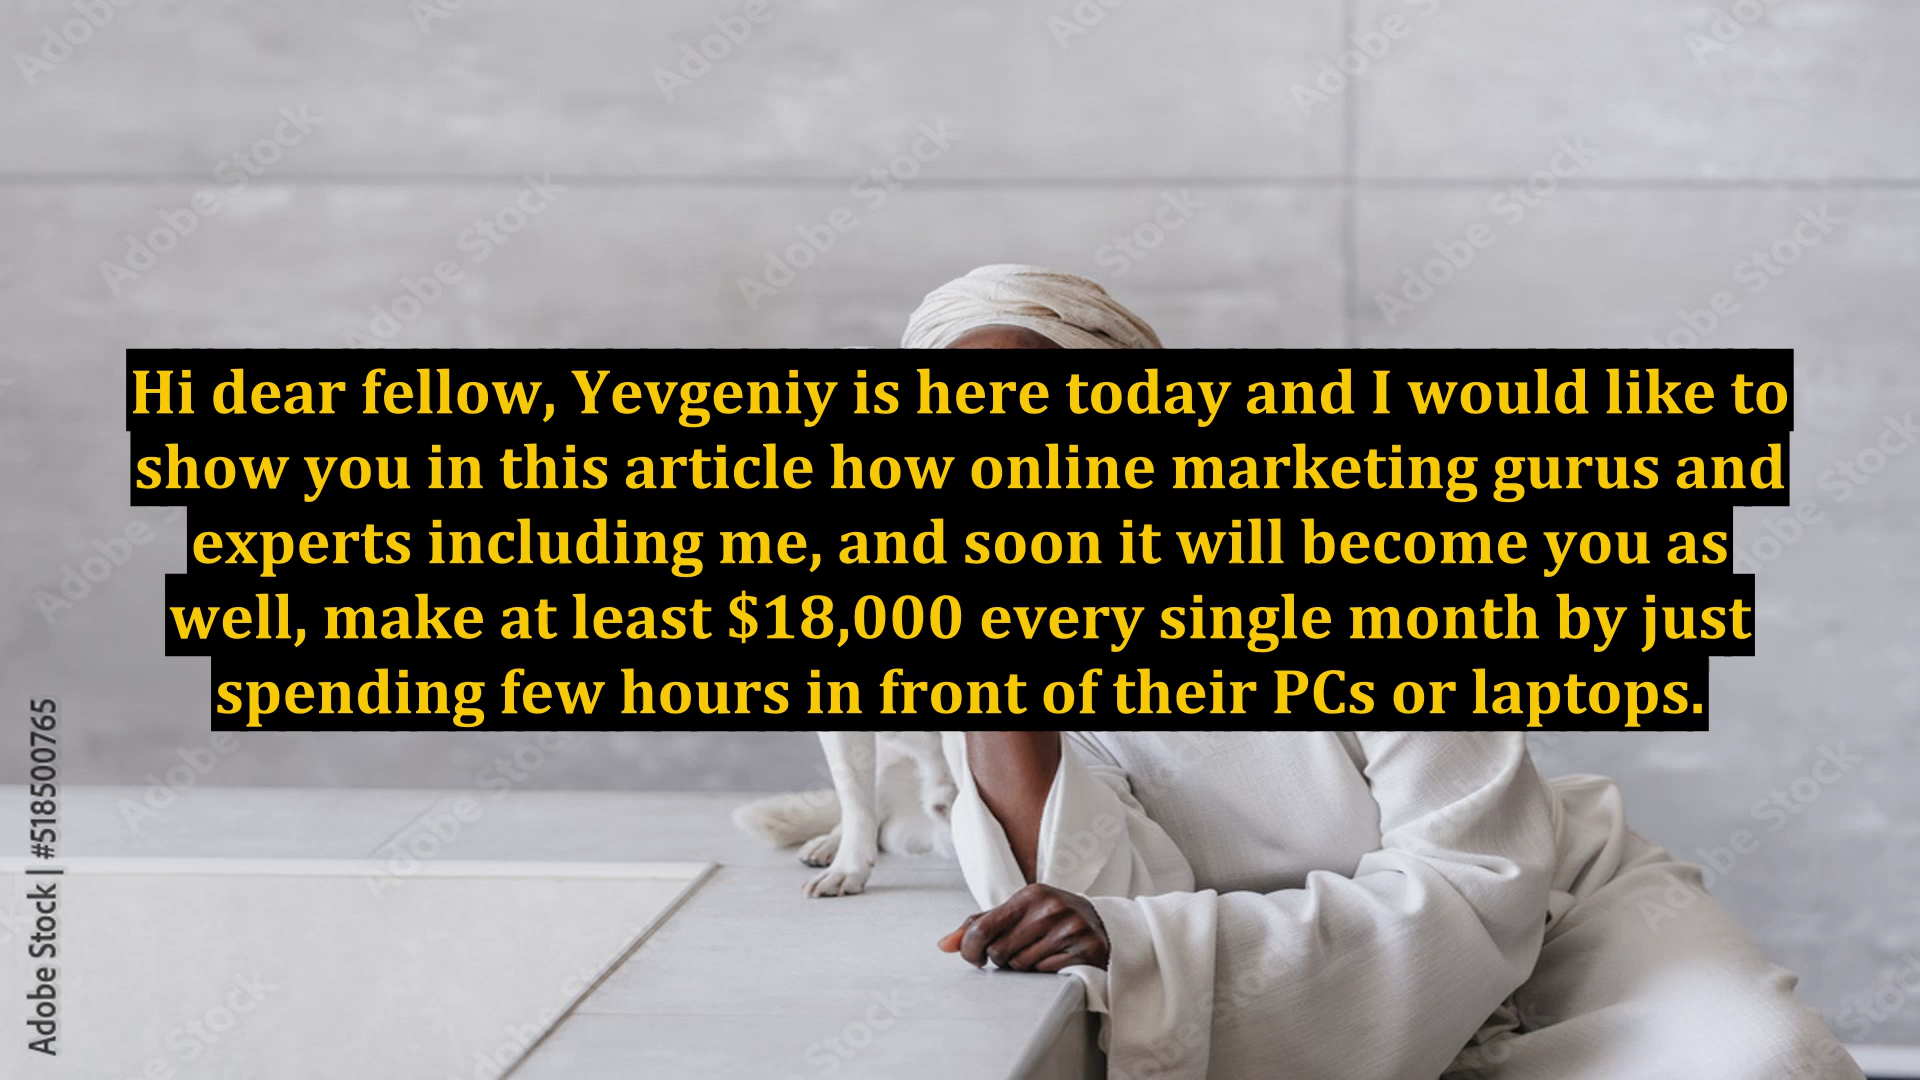 Hi dear fellow, Yevgeniy is here today and I would like to
show you in this article how online marketing gurus and
experts including me, and soon it will become you as
well, make at least $18,000 every single month by just
spending few hours in front of their PCs or laptops.
Adobe Stock | #518500765
Adobe Stock